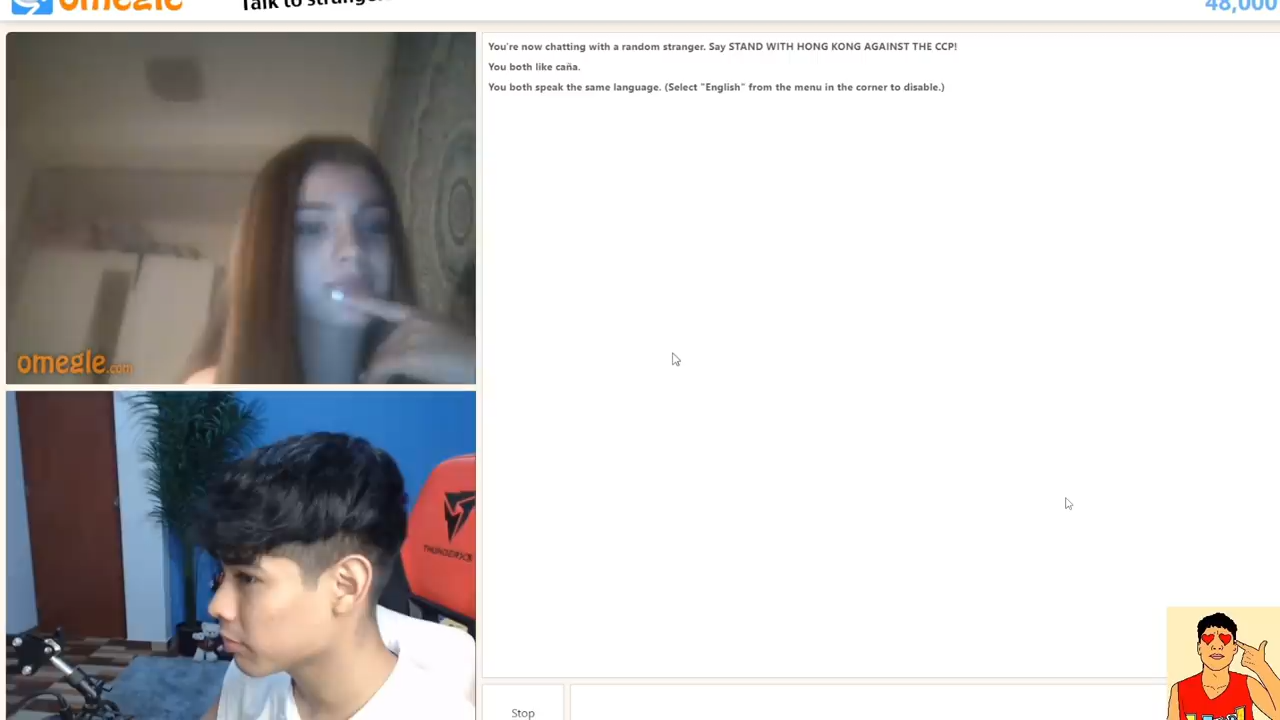 omegle
Talk to strangers
48,000
You're now chatting with a random stranger. Say STAND WITH HONG KONG AGAINST THE CCP!
You both like caña.
You both speak the same language. (Select "English" from the menu in the corner to disable.)
omegle.com
THUNDERX3
Stop